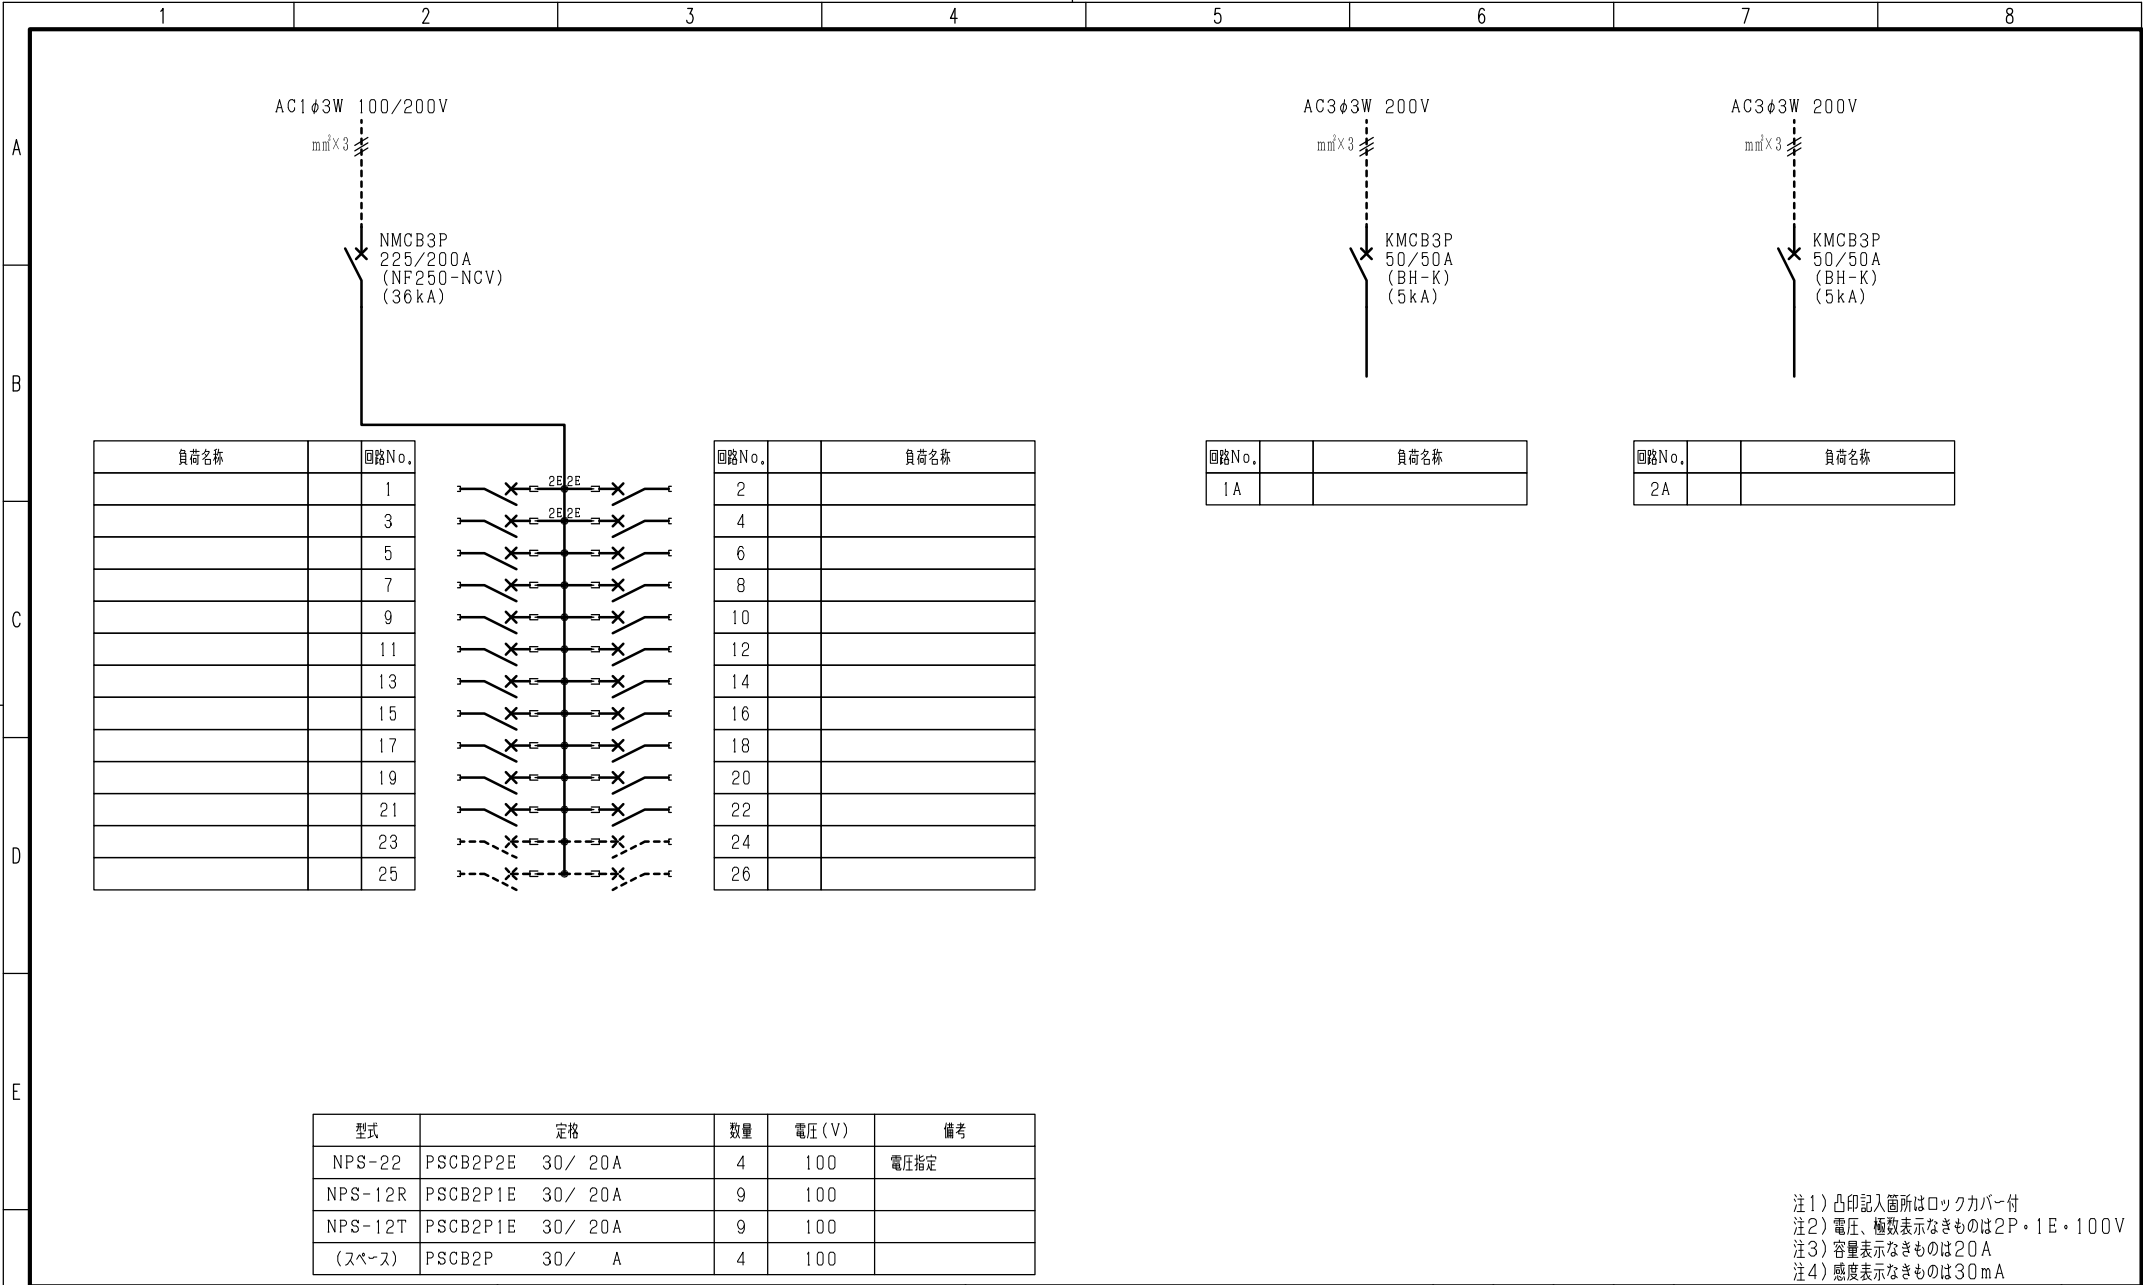 1 2 3 4 5 6 7 8
A
B
C
D
E
AC1φ3W 100/200V
mm²×3
NMCB3P
225/200A
(NF250-NCV)
(36kA)
AC3φ3W 200V
mm²×3
KMCB3P
50/50A
(BH-K)
(5kA)
AC3φ3W 200V
mm²×3
KMCB3P
50/50A
(BH-K)
(5kA)
負荷名称 回路No. 回路No. 負荷名称
1 2E 2E 2
3 2E 2E 4
5 6
7 8
9 10
11 12
13 14
15 16
17 18
19 20
21 22
23 24
25 26
回路No. 負荷名称
1A
回路No. 負荷名称
2A
型式 定格 数量 電圧(V) 備考
NPS-22 PSCB2P2E 30/ 20A 4 100 電圧指定
NPS-12R PSCB2P1E 30/ 20A 9 100
NPS-12T PSCB2P1E 30/ 20A 9 100
(スペース) PSCB2P 30/ A 4 100
注1)凸印記入箇所はロックカバー付
注2)電圧、極数表示なきものは2P・1E・100V
注3)容量表示なきものは20A
注4)感度表示なきものは30mA